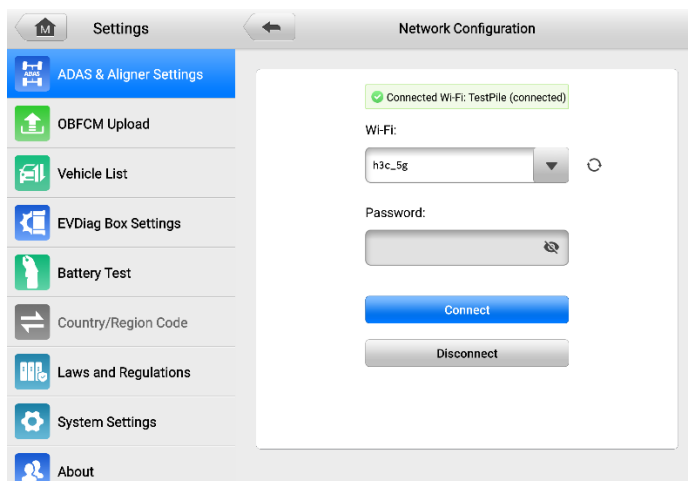 M
Settings
Network Configuration
ADAS
ADAS & Aligner Settings
OBFCM Upload
Vehicle List
EVDiag Box Settings
Battery Test
Country/Region Code
Laws and Regulations
System Settings
About
Connected Wi-Fi: TestPile (connected)
Wi-Fi:
h3c_5g
Password:
Connect
Disconnect